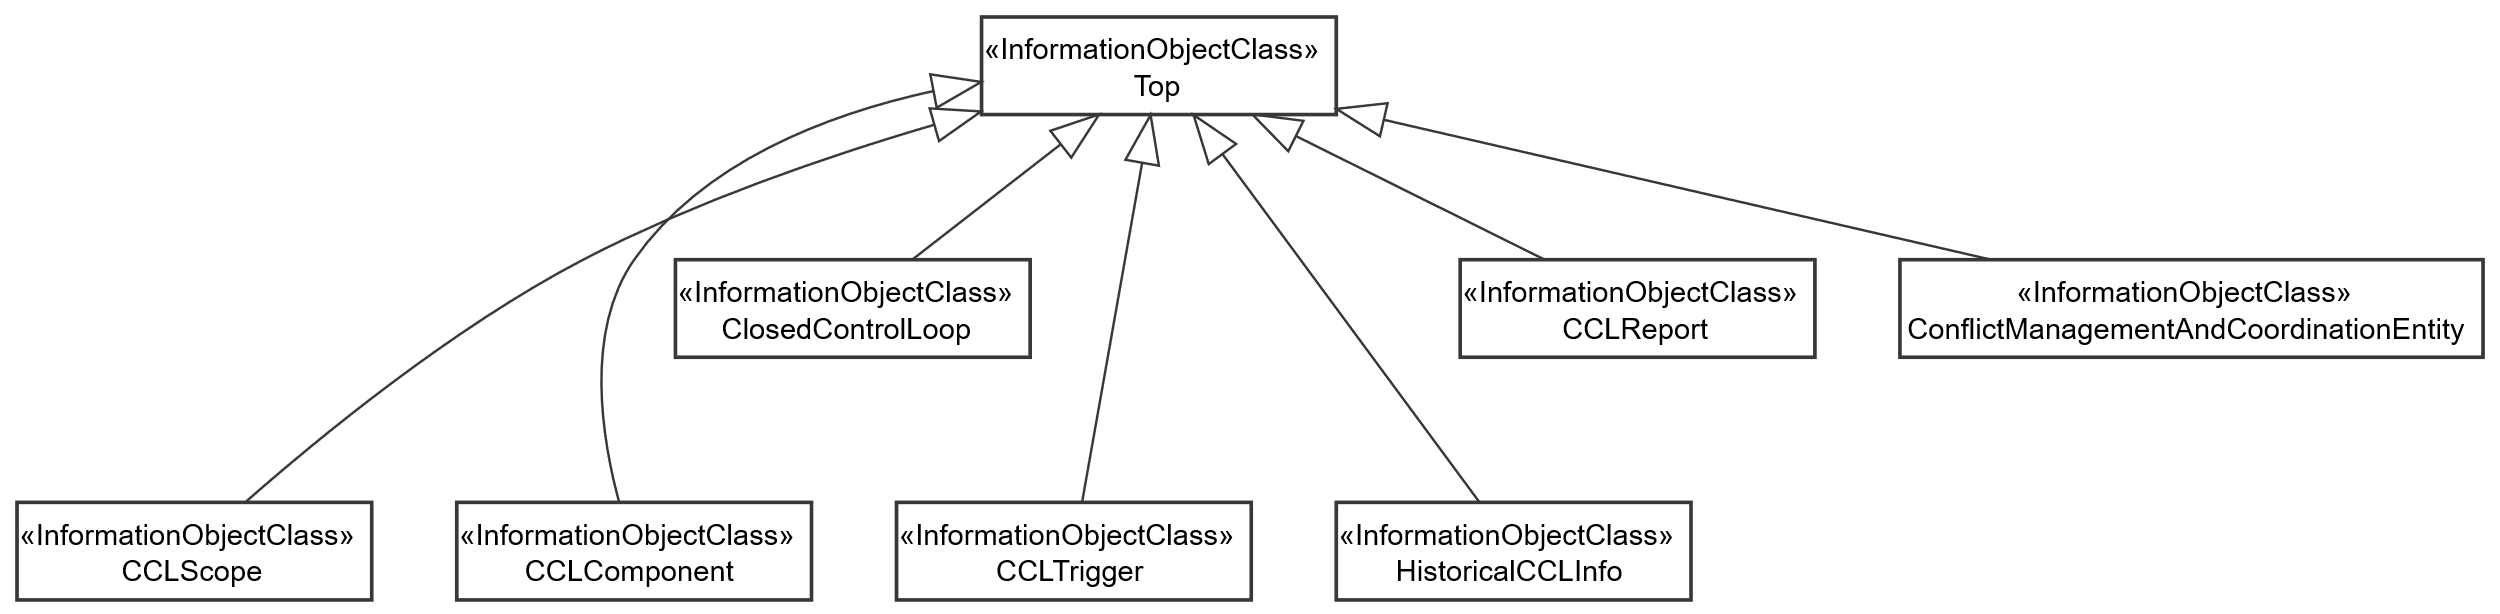 «InformationObjectClass»
Top
«InformationObjectClass»
ClosedControlLoop
«InformationObjectClass»
CCLReport
«InformationObjectClass»
ConflictManagementAndCoordinationEntity
«InformationObjectClass»
CCLScope
«InformationObjectClass»
CCLComponent
«InformationObjectClass»
CCLTrigger
«InformationObjectClass»
HistoricalCCLInfo